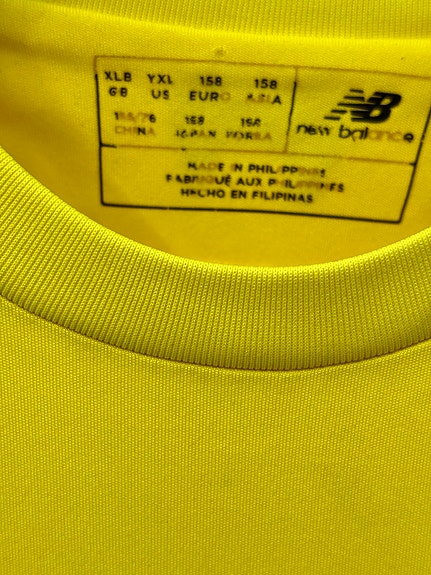 XLB YXL 158 158
GB US EURO ASIA
158/76 158 158
CHINA JAPAN KOREA
new balance
MADE IN PHILIPPINES
FABRIQUÉ AUX PHILIPPINES
HECHO EN FILIPINAS